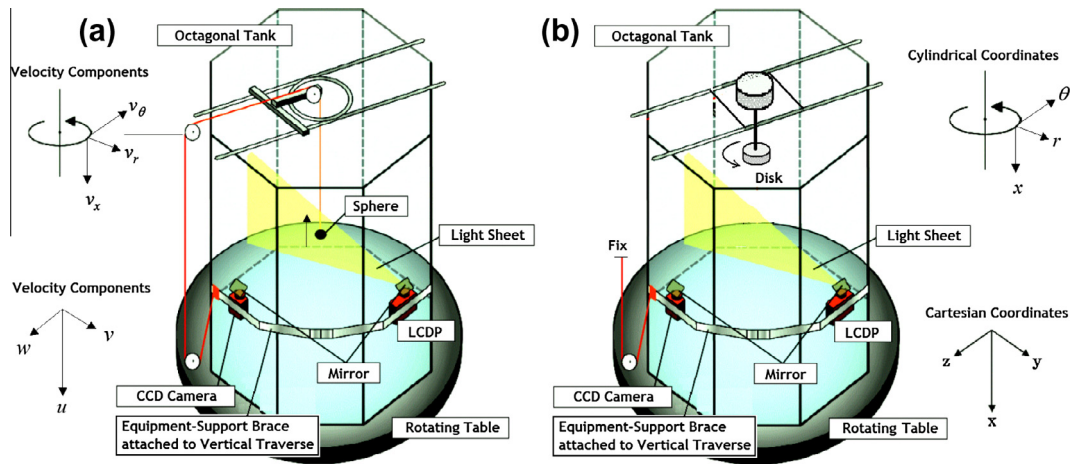 (a)
Octagonal Tank
Velocity Components
vθ
vr
vx
Sphere
Light Sheet
Velocity Components
w
v
u
LCDP
Mirror
CCD Camera
Equipment-Support Brace
attached to Vertical Traverse
Rotating Table
(b)
Octagonal Tank
Cylindrical Coordinates
θ
r
x
Disk
Fix
Light Sheet
Cartesian Coordinates
z
y
x
LCDP
Mirror
CCD Camera
Equipment-Support Brace
attached to Vertical Traverse
Rotating Table